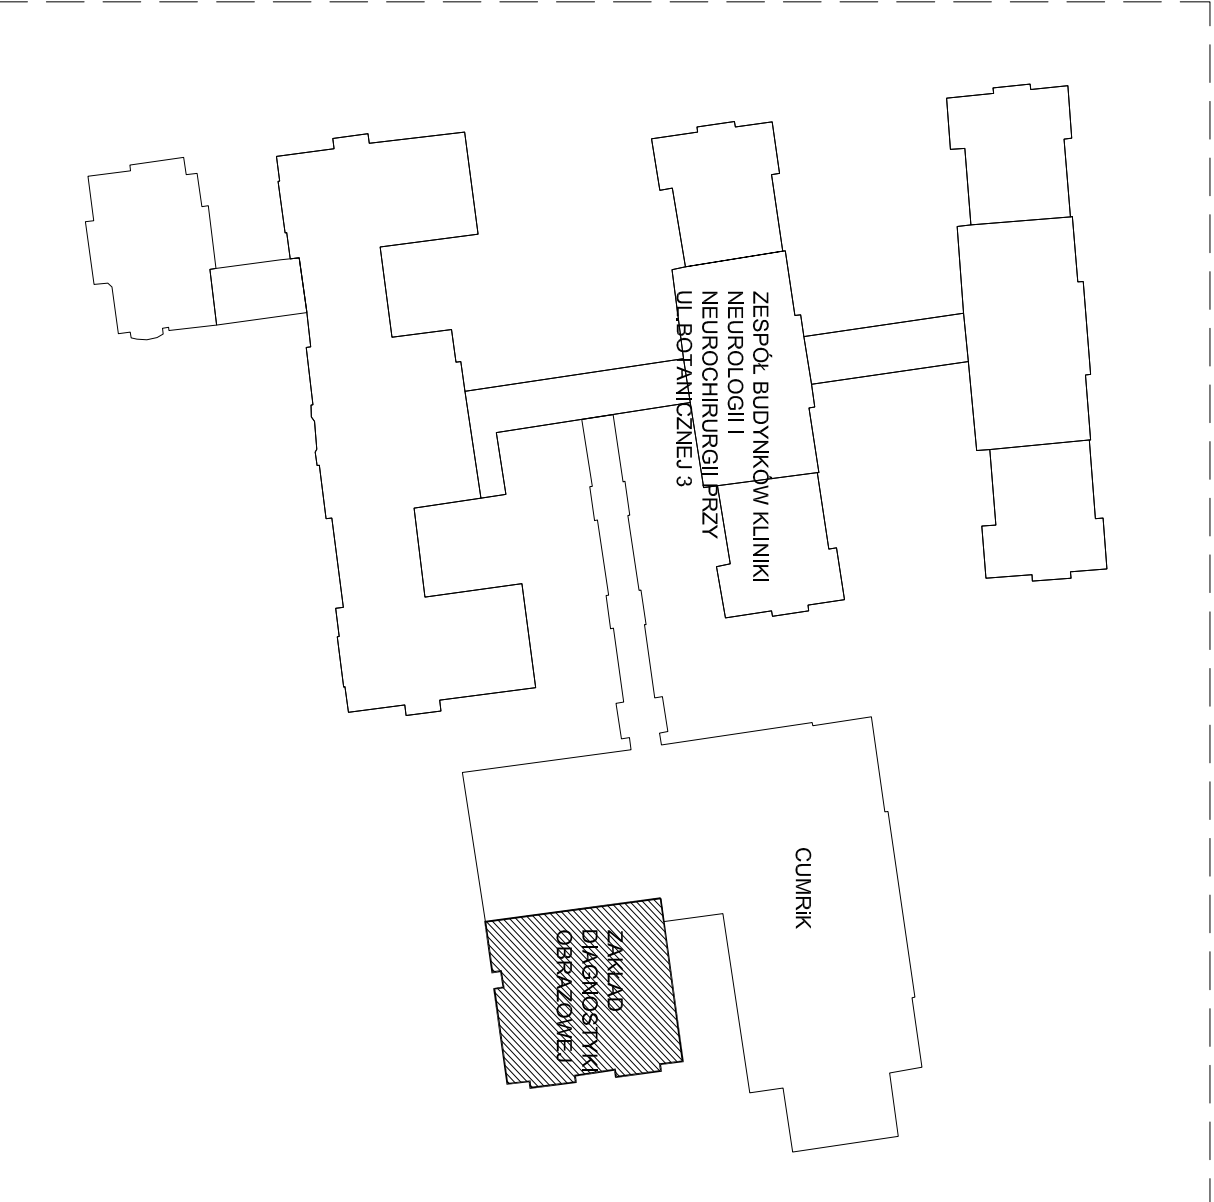 ZESPÓŁ BUDYNKÓW KLINIKI
NEUROLOGII I
NEUROCHIRURGII PRZY
UL.BOTANICZNEJ 3
CUMRiK
ZAKŁAD
DIAGNOSTYKI
OBRAZOWEJ